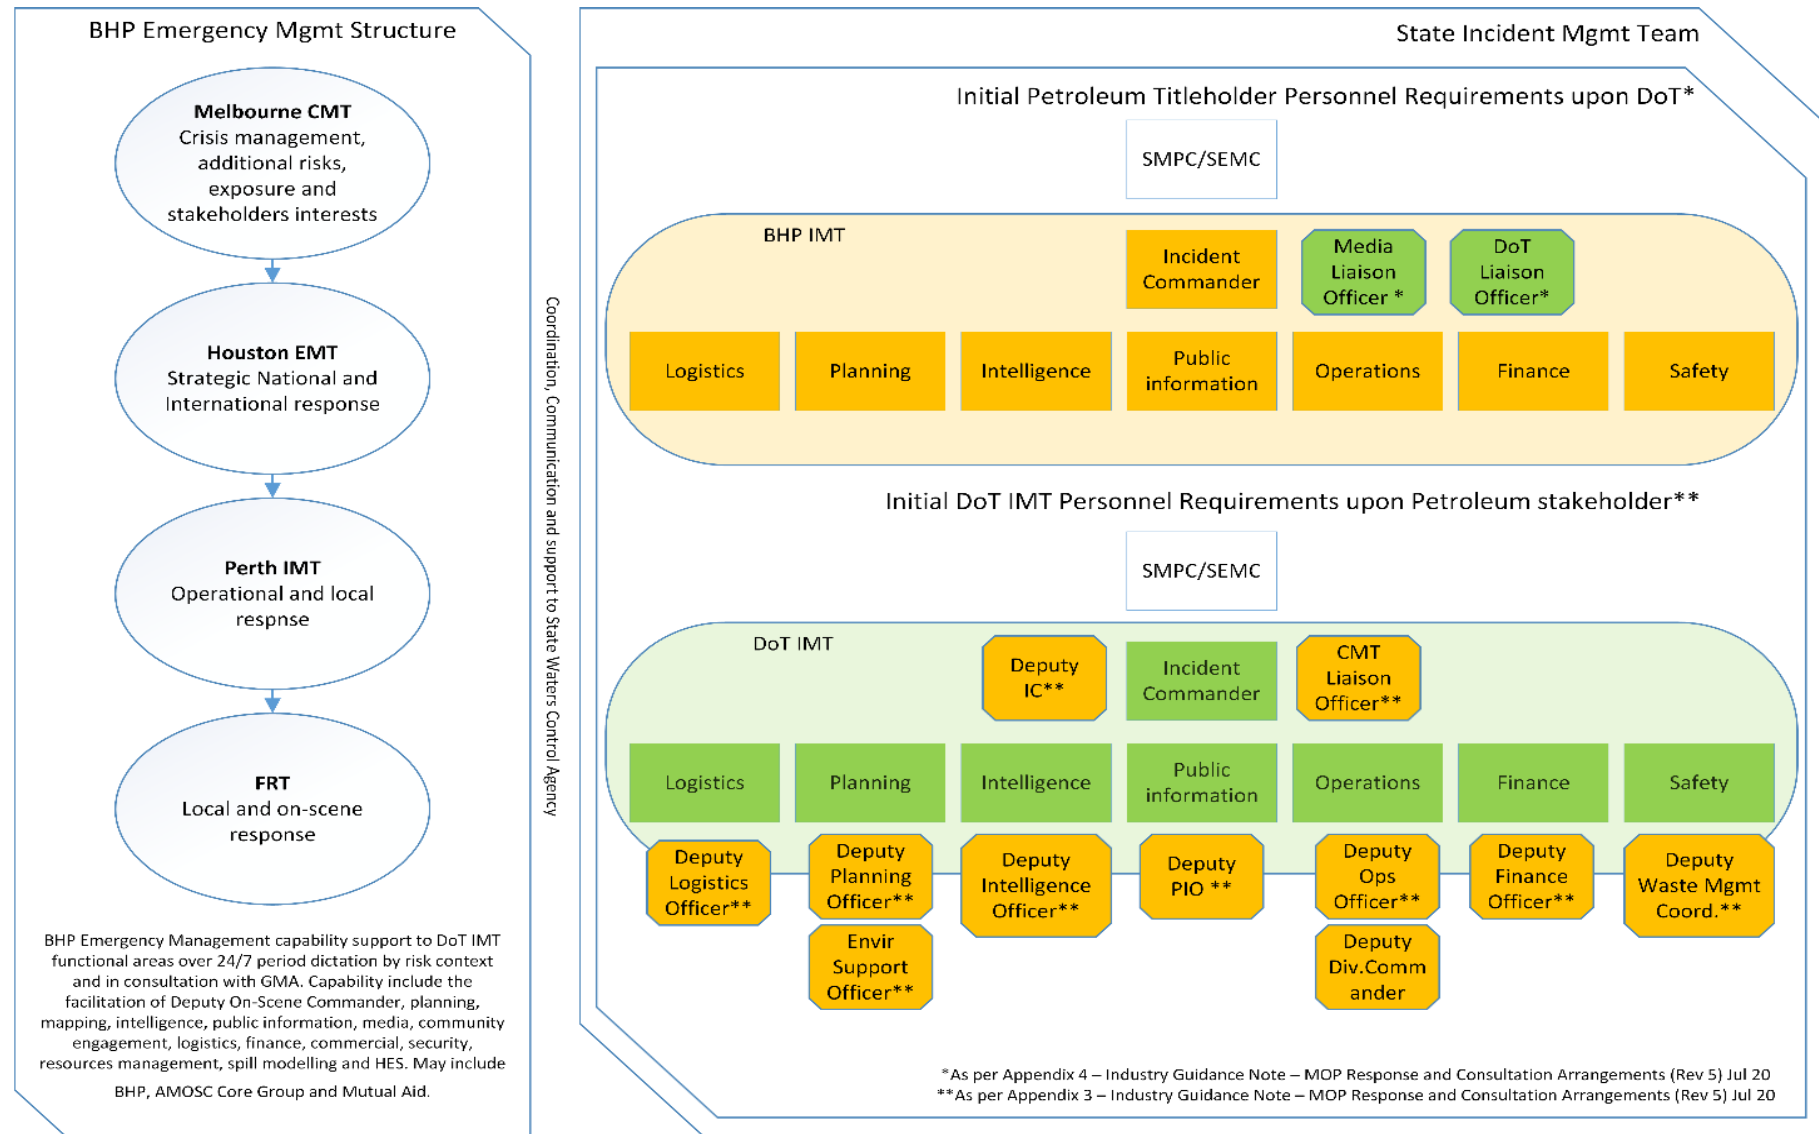 BHP Emergency Mgmt Structure
Melbourne CMT
Crisis management,
additional risks,
exposure and
stakeholders interests
Houston EMT
Strategic National and
International response
Perth IMT
Operational and local
respnse
FRT
Local and on-scene
response
BHP Emergency Management capability support to DoT IMT
functional areas over 24/7 period dictation by risk context
and in consultation with GMA. Capability include the
facilitation of Deputy On-Scene Commander, planning,
mapping, intelligence, public information, media, community
engagement, logistics, finance, commercial, security,
resources management, spill modelling and HES. May include
BHP, AMOSC Core Group and Mutual Aid.
Coordination, Communication and support to State Waters Control Agency
State Incident Mgmt Team
Initial Petroleum Titleholder Personnel Requirements upon DoT*
SMPC/SEMC
BHP IMT
Incident
Commander
Media
Liaison
Officer *
DoT
Liaison
Officer*
Logistics
Planning
Intelligence
Public
information
Operations
Finance
Safety
Initial DoT IMT Personnel Requirements upon Petroleum stakeholder**
SMPC/SEMC
DoT IMT
Deputy
IC**
Incident
Commander
CMT
Liaison
Officer**
Logistics
Planning
Intelligence
Public
information
Operations
Finance
Safety
Deputy
Logistics
Officer**
Deputy
Planning
Officer**
Deputy
Intelligence
Officer**
Deputy
PIO **
Deputy
Ops
Officer**
Deputy
Finance
Officer**
Deputy
Waste Mgmt
Coord.**
Envir
Support
Officer**
Deputy
Div.Comm
ander
*As per Appendix 4 – Industry Guidance Note – MOP Response and Consultation Arrangements (Rev 5) Jul 20
**As per Appendix 3 – Industry Guidance Note – MOP Response and Consultation Arrangements (Rev 5) Jul 20